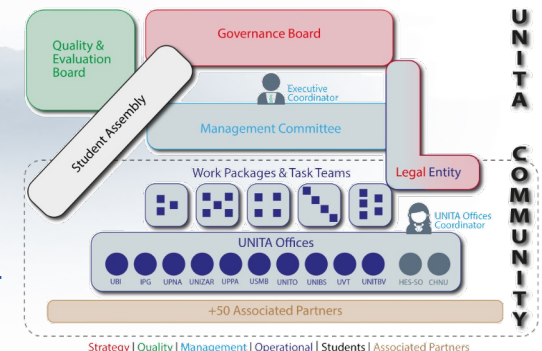 Quality &
Evaluation
Board
Governance Board
Student Assembly
Executive
Coordinator
Management Committee
Legal Entity
Work Packages & Task Teams
UNITA Offices
Coordinator
UNITA Offices
UBI IPG UPNA UNIZAR UPPA USMB UNITO UNIBS UVT UNITBV HES-SO CHNU
+50 Associated Partners
UNITA COMMUNITY
Strategy | Quality | Management | Operational | Students | Associated Partners